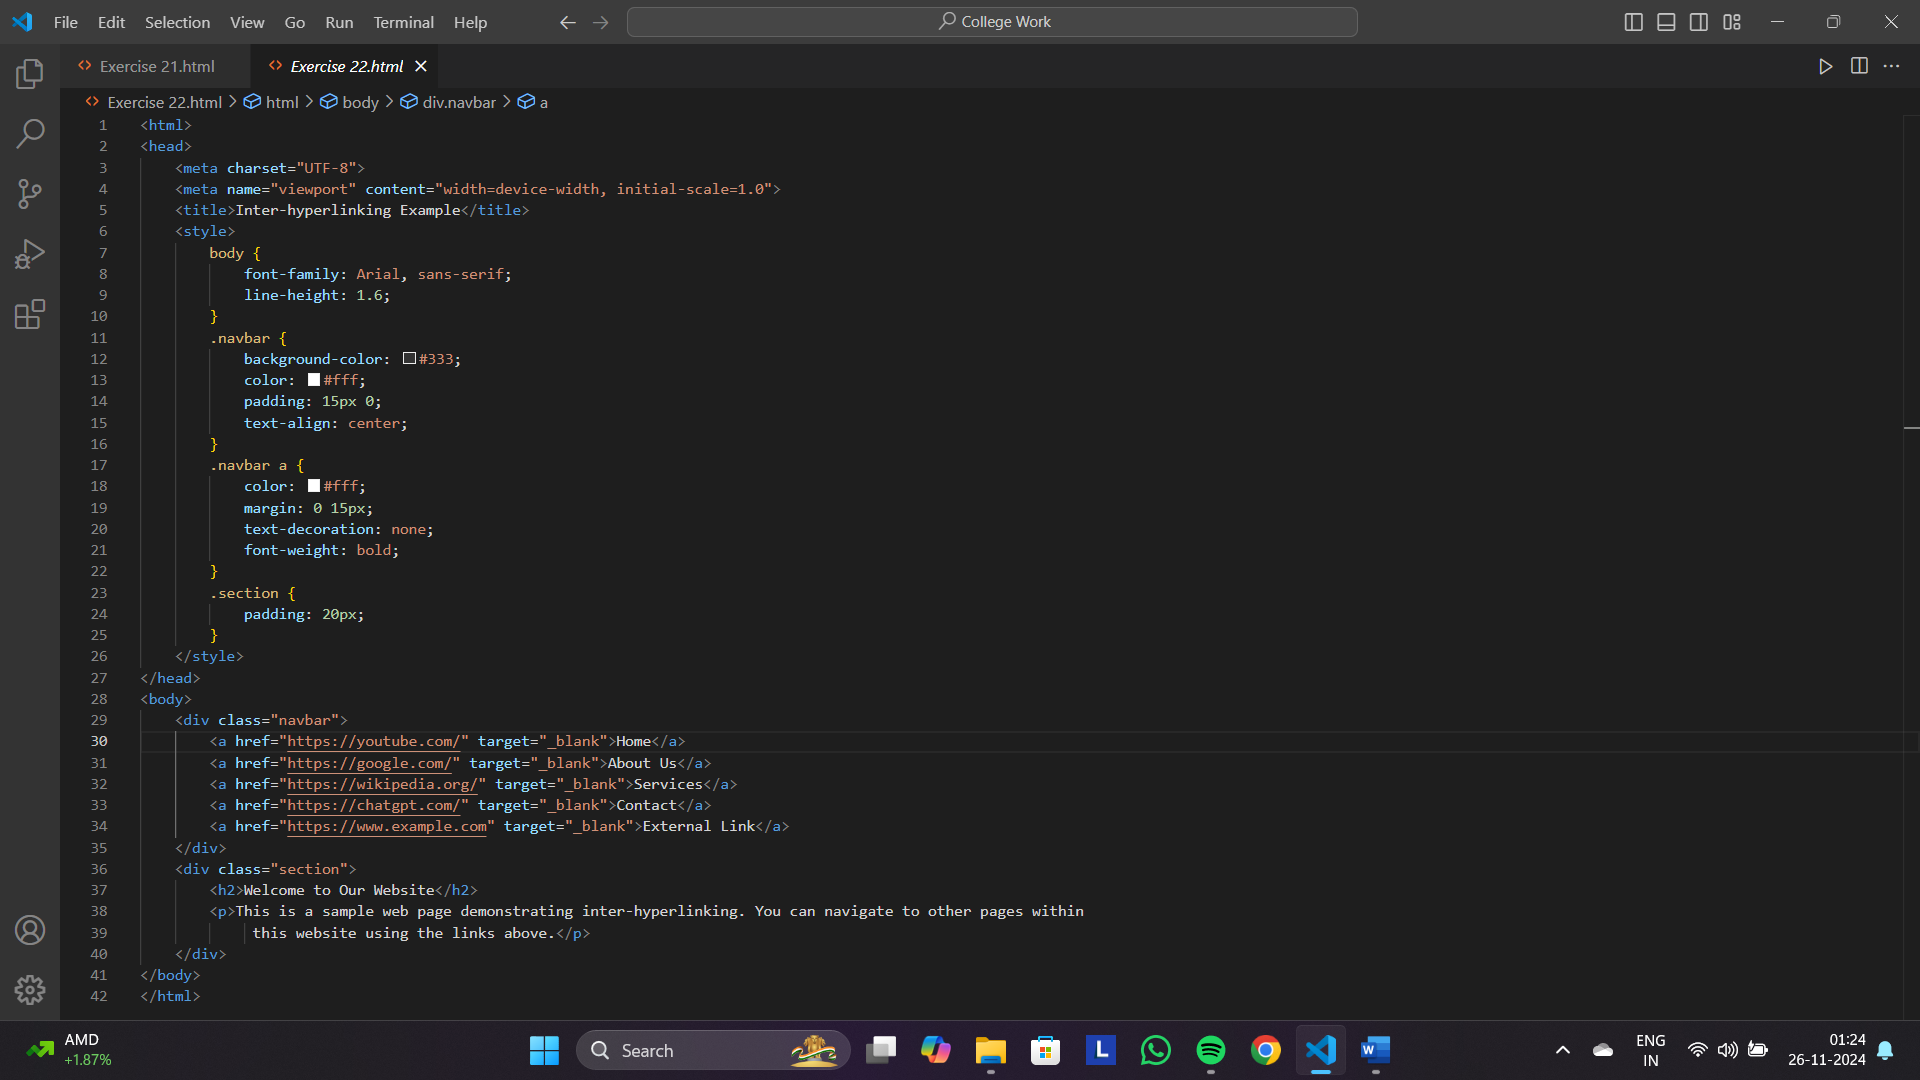 File Edit Selection View Go Run Terminal Help College Work
Exercise 21.html Exercise 22.html
Exercise 22.html > html > body > div.navbar > a
1 <html>
2 <head>
3 <meta charset="UTF-8">
4 <meta name="viewport" content="width=device-width, initial-scale=1.0">
5 <title>Inter-hyperlinking Example</title>
6 <style>
7 body {
8 font-family: Arial, sans-serif;
9 line-height: 1.6;
10 }
11 .navbar {
12 background-color: #333;
13 color: #fff;
14 padding: 15px 0;
15 text-align: center;
16 }
17 .navbar a {
18 color: #fff;
19 margin: 0 15px;
20 text-decoration: none;
21 font-weight: bold;
22 }
23 .section {
24 padding: 20px;
25 }
26 </style>
27 </head>
28 <body>
29 <div class="navbar">
30 <a href="https://youtube.com/" target="_blank">Home</a>
31 <a href="https://google.com/" target="_blank">About Us</a>
32 <a href="https://wikipedia.org/" target="_blank">Services</a>
33 <a href="https://chatgpt.com/" target="_blank">Contact</a>
34 <a href="https://www.example.com" target="_blank">External Link</a>
35 </div>
36 <div class="section">
37 <h2>Welcome to Our Website</h2>
38 <p>This is a sample web page demonstrating inter-hyperlinking. You can navigate to other pages within
39 this website using the links above.</p>
40 </div>
41 </body>
42 </html>
AMD
+1.87%
Search
L
W
ENG
IN
01:24
26-11-2024